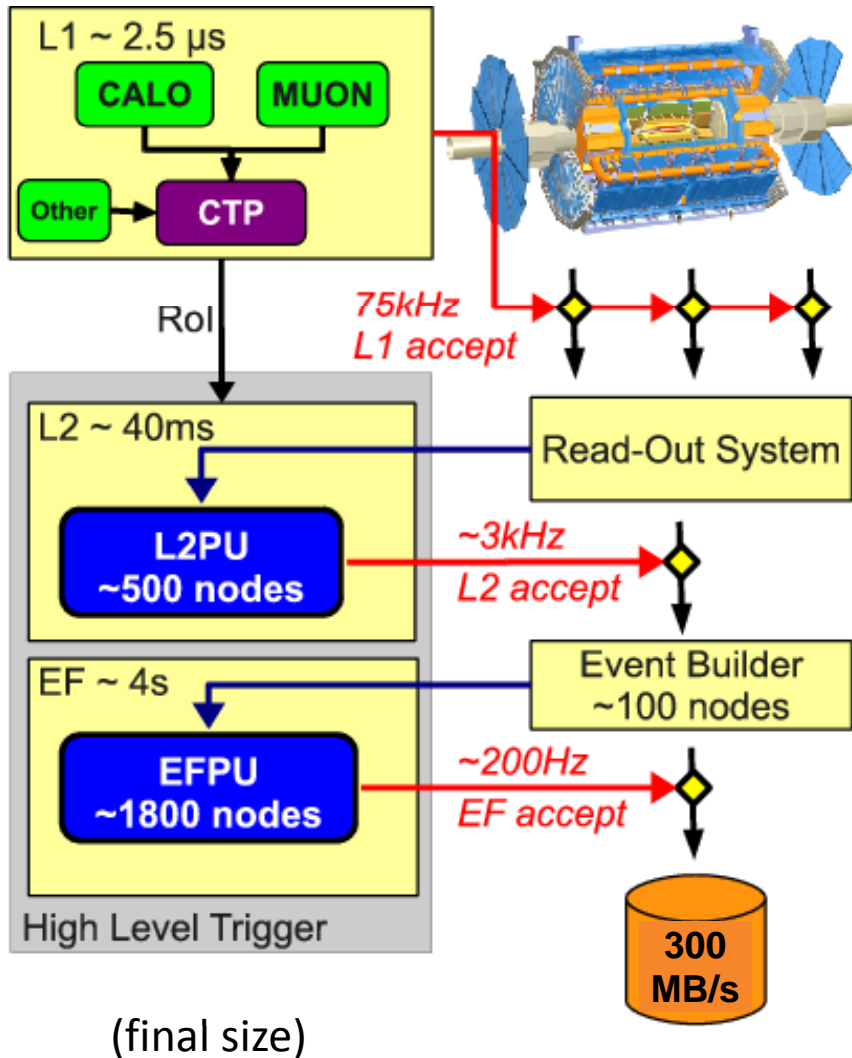 L1 ~ 2.5 μs
CALO
MUON
Other
CTP
RoI
75kHz
L1 accept
L2 ~ 40ms
Read-Out System
L2PU
~500 nodes
~3kHz
L2 accept
EF ~ 4s
Event Builder
~100 nodes
EFPU
~1800 nodes
~200Hz
EF accept
High Level Trigger
300
MB/s
(final size)